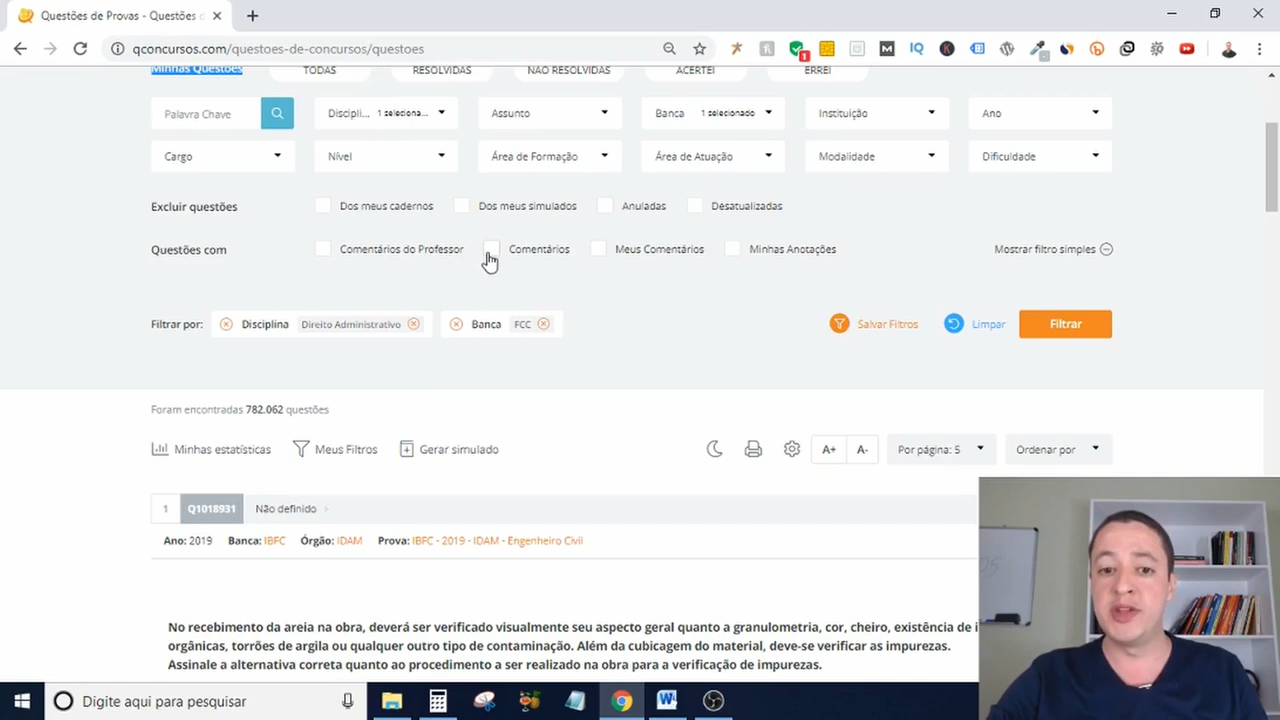 Questões de Provas - Questões d
qconcursos.com/questoes-de-concursos/questoes
Minhas Questões
TODAS
RESOLVIDAS
NÃO RESOLVIDAS
ACERTEI
ERREI
Palavra Chave
Discipli... 1 seleciona...
Assunto
Banca 1 selecionado
Instituição
Ano
Cargo
Nível
Área de Formação
Área de Atuação
Modalidade
Dificuldade
Excluir questões
Dos meus cadernos
Dos meus simulados
Anuladas
Desatualizadas
Questões com
Comentários do Professor
Comentários
Meus Comentários
Minhas Anotações
Mostrar filtro simples
Filtrar por:
Disciplina
Direito Administrativo
Banca
FCC
Salvar Filtros
Limpar
Filtrar
Foram encontradas 782.062 questões
Minhas estatísticas
Meus Filtros
Gerar simulado
A+
A-
Por página: 5
Ordenar por
1
Q1018931
Não definido
Ano: 2019 Banca: IBFC Órgão: IDAM Prova: IBFC - 2019 - IDAM - Engenheiro Civil
No recebimento da areia na obra, deverá ser verificado visualmente seu aspecto geral quanto a granulometria, cor, cheiro, existência de i
orgânicas, torrões de argila ou qualquer outro tipo de contaminação. Além da cubicagem do material, deve-se verificar as impurezas.
Assinale a alternativa correta quanto ao procedimento a ser realizado na obra para a verificação de impurezas.
Digite aqui para pesquisar